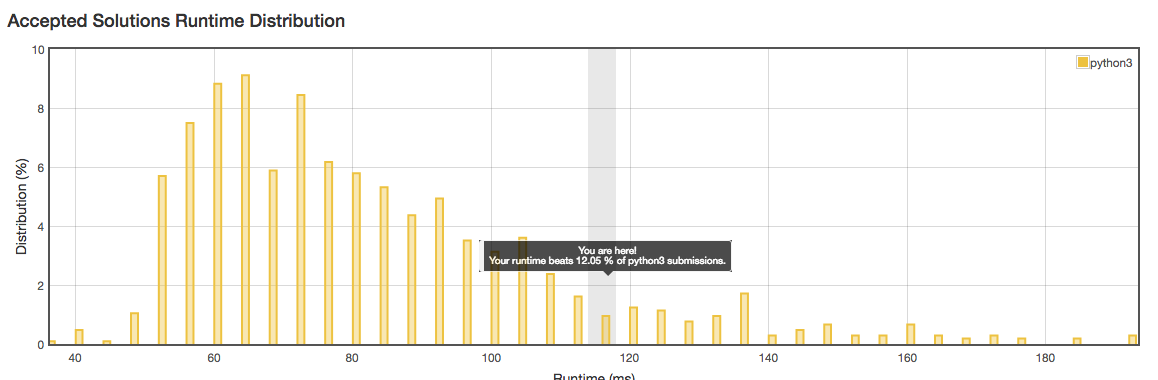 Accepted Solutions Runtime Distribution
10
python3
8
6
4
2
0
Distribution (%)
You are here!
Your runtime beats 12.05 % of python3 submissions.
40 60 80 100 120 140 160 180
Runtime (ms)